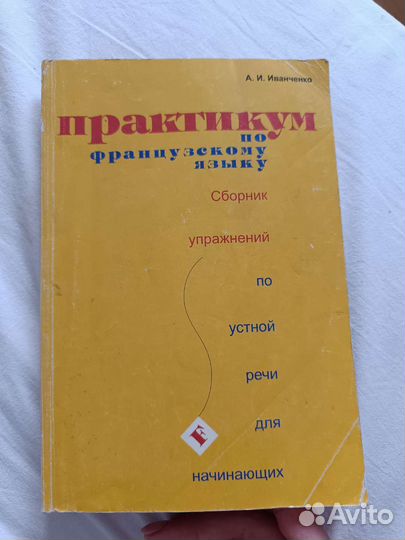 А. И. Иванченко
практикум
по
французскому
языку
Сборник
упражнений
по
устной
речи
для
начинающих
F
Avito